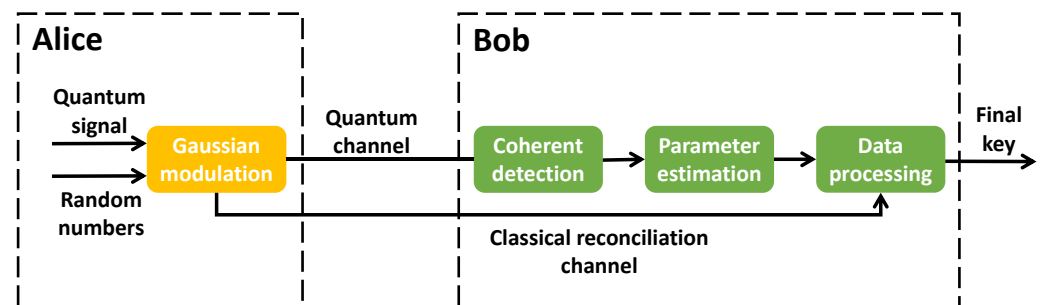 Alice
Bob
Quantum
signal
Random
numbers
Gaussian
modulation
Quantum
channel
Coherent
detection
Parameter
estimation
Data
processing
Final
key
Classical reconciliation
channel